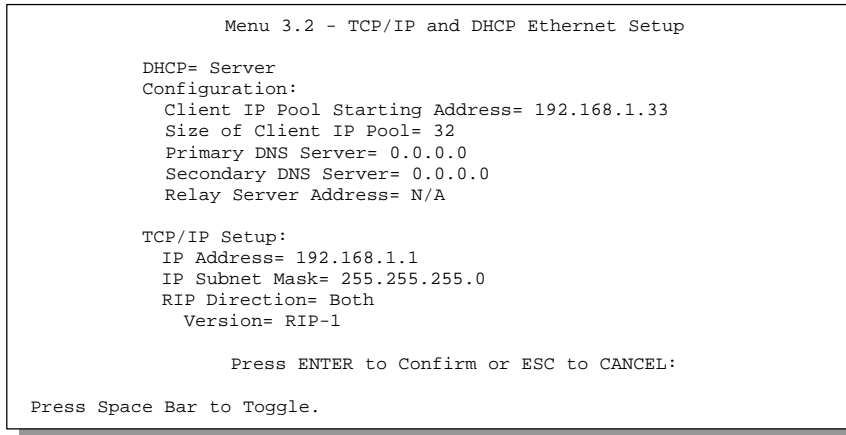 Menu 3.2 - TCP/IP and DHCP Ethernet Setup
DHCP= Server
Configuration:
Client IP Pool Starting Address= 192.168.1.33
Size of Client IP Pool= 32
Primary DNS Server= 0.0.0.0
Secondary DNS Server= 0.0.0.0
Relay Server Address= N/A
TCP/IP Setup:
IP Address= 192.168.1.1
IP Subnet Mask= 255.255.255.0
RIP Direction= Both
Version= RIP-1
Press ENTER to Confirm or ESC to CANCEL:
Press Space Bar to Toggle.